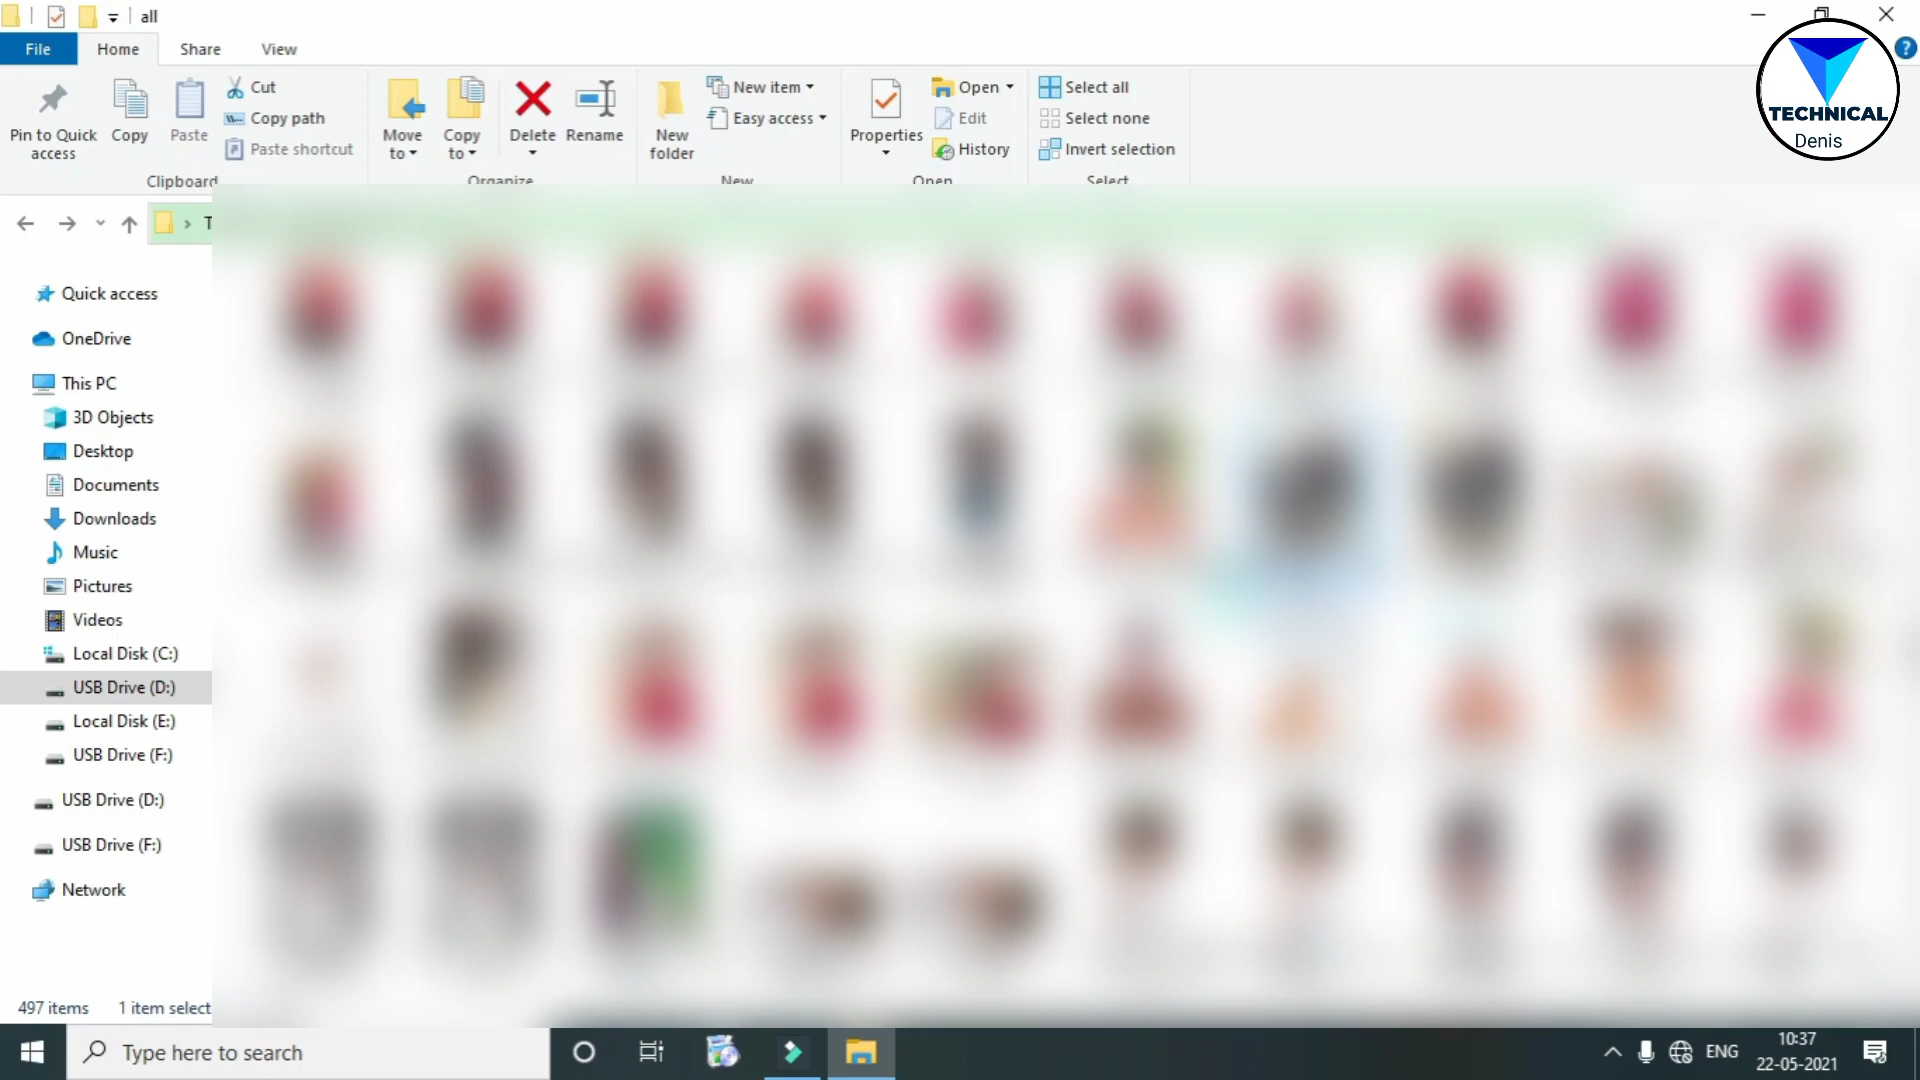 all
File Home Share View
Pin to Quick access
Copy
Paste
Cut
Copy path
Paste shortcut
Clipboard
Move to
Copy to
Delete
Rename
Organize
New folder
New item
Easy access
New
Properties
Open
Edit
History
Open
Select all
Select none
Invert selection
Select
?
TECHNICAL
Denis
T
Quick access
OneDrive
This PC
3D Objects
Desktop
Documents
Downloads
Music
Pictures
Videos
Local Disk (C:)
USB Drive (D:)
Local Disk (E:)
USB Drive (F:)
USB Drive (D:)
USB Drive (F:)
Network
497 items 1 item select
Type here to search
ENG
10:37
22-05-2021